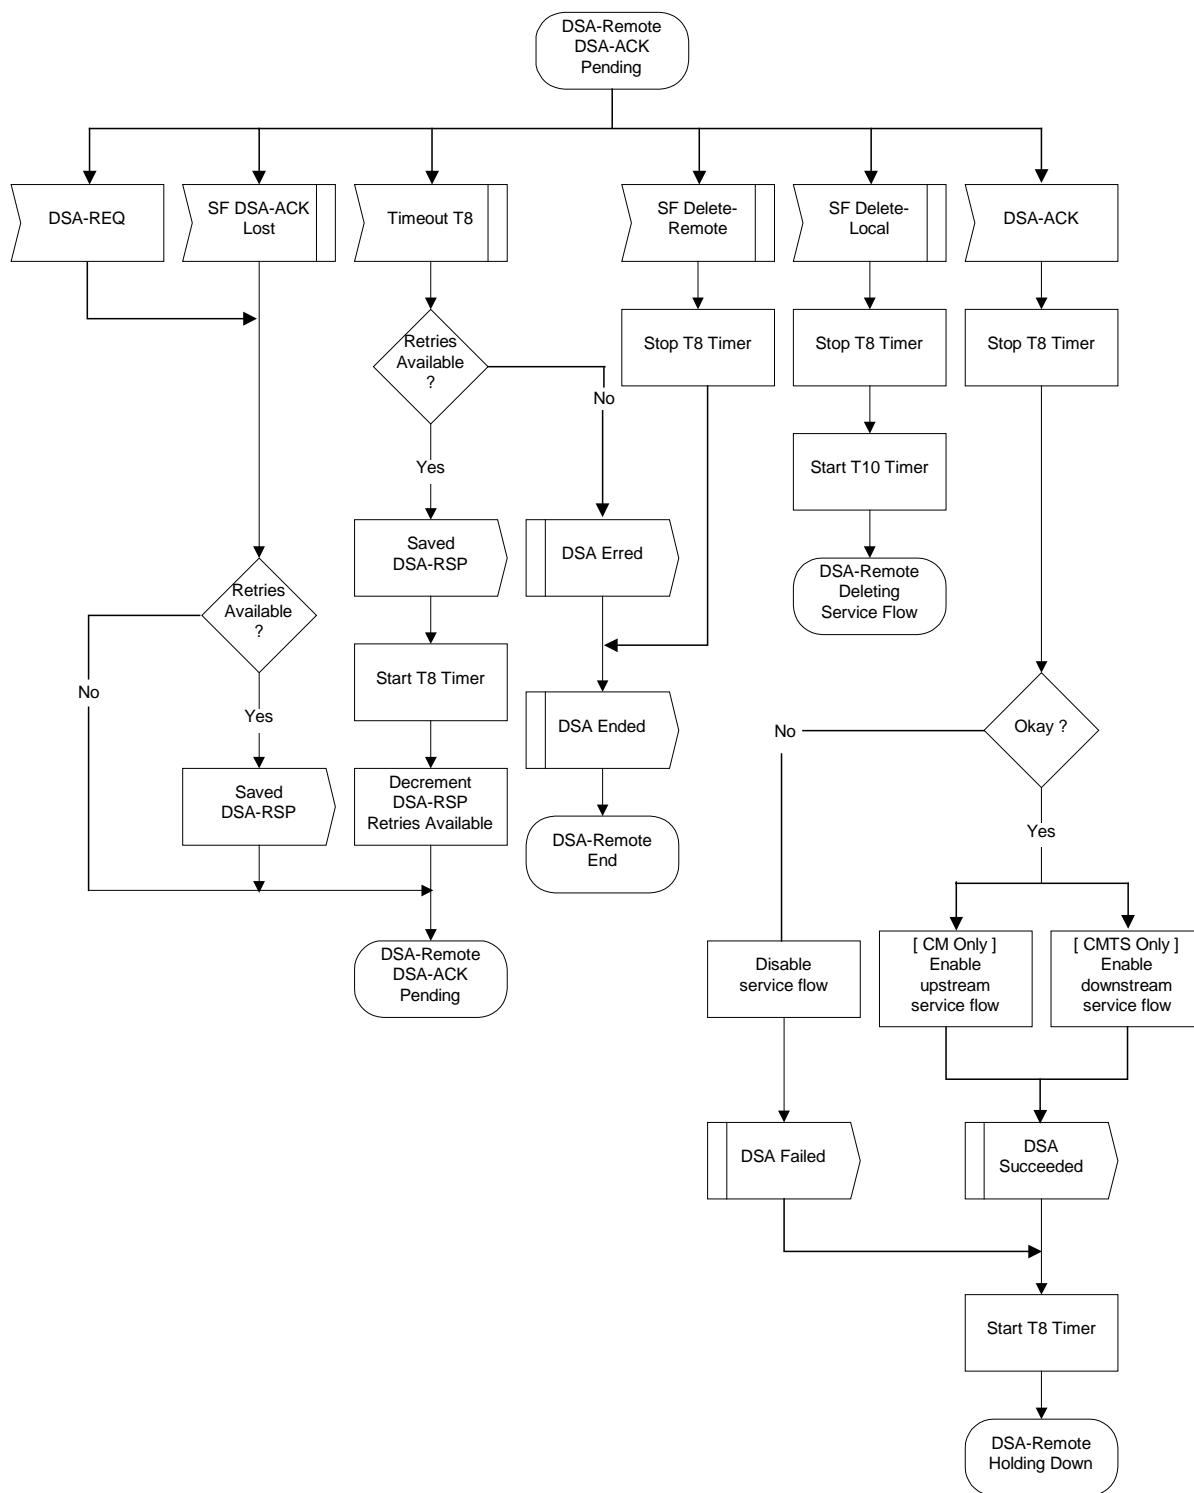 DSA-Remote
DSA-ACK
Pending
DSA-REQ
SF DSA-ACK
Lost
Timeout T8
SF Delete-
Remote
SF Delete-
Local
DSA-ACK
Retries
Available
?
Stop T8 Timer
Stop T8 Timer
Stop T8 Timer
No
Yes
Start T10 Timer
Saved
DSA-RSP
DSA Erred
DSA-Remote
Deleting
Service Flow
Retries
Available
?
No
Yes
Start T8 Timer
DSA Ended
Okay ?
No
Yes
Saved
DSA-RSP
Decrement
DSA-RSP
Retries Available
DSA-Remote
End
DSA-Remote
DSA-ACK
Pending
Disable
service flow
[ CM Only ]
Enable
upstream
service flow
[ CMTS Only ]
Enable
downstream
service flow
DSA Failed
DSA
Succeeded
Start T8 Timer
DSA-Remote
Holding Down